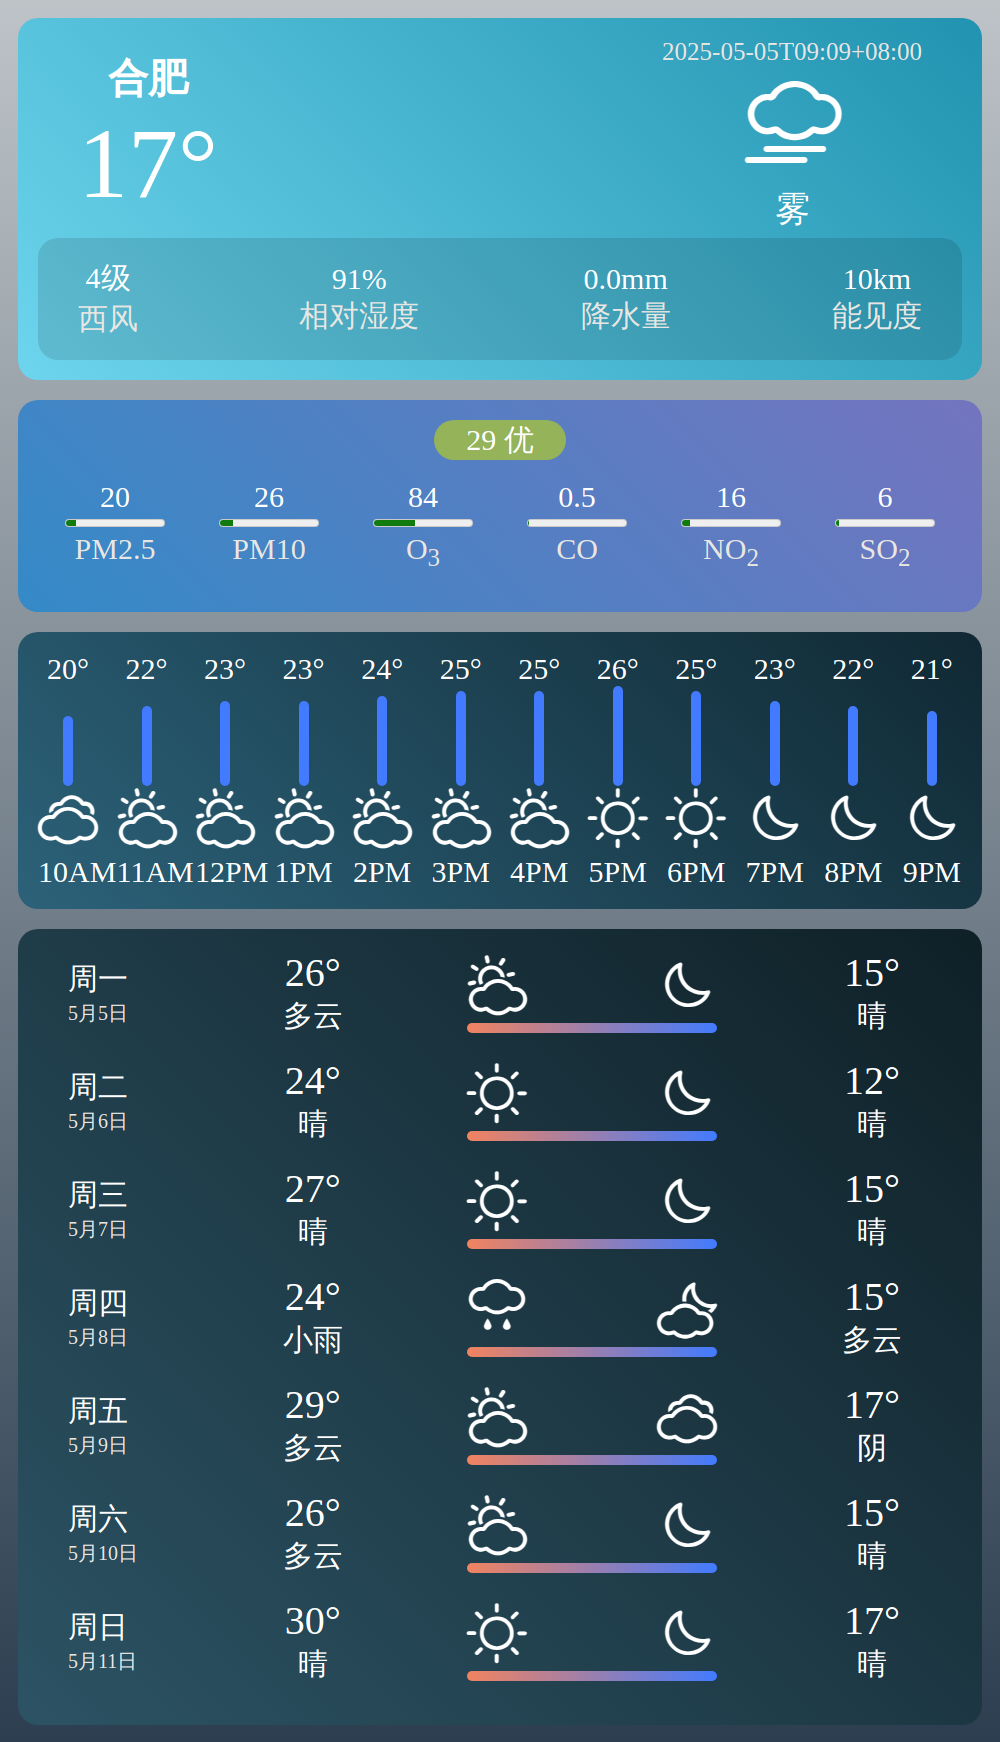 合肥
17°
2025-05-05T09:09+08:00
雾
4级 91% 0.0mm 10km
西风 相对湿度 降水量 能见度
29 优
20 26 84 0.5 16 6
PM2.5 PM10 O3 CO NO2 SO2
20° 22° 23° 23° 24° 25° 25° 26° 25° 23° 22° 21°
10AM 11AM 12PM 1PM 2PM 3PM 4PM 5PM 6PM 7PM 8PM 9PM
周一 26° 15°
5月5日 多云 晴
周二 24° 12°
5月6日 晴 晴
周三 27° 15°
5月7日 晴 晴
周四 24° 15°
5月8日 小雨 多云
周五 29° 17°
5月9日 多云 阴
周六 26° 15°
5月10日 多云 晴
周日 30° 17°
5月11日 晴 晴